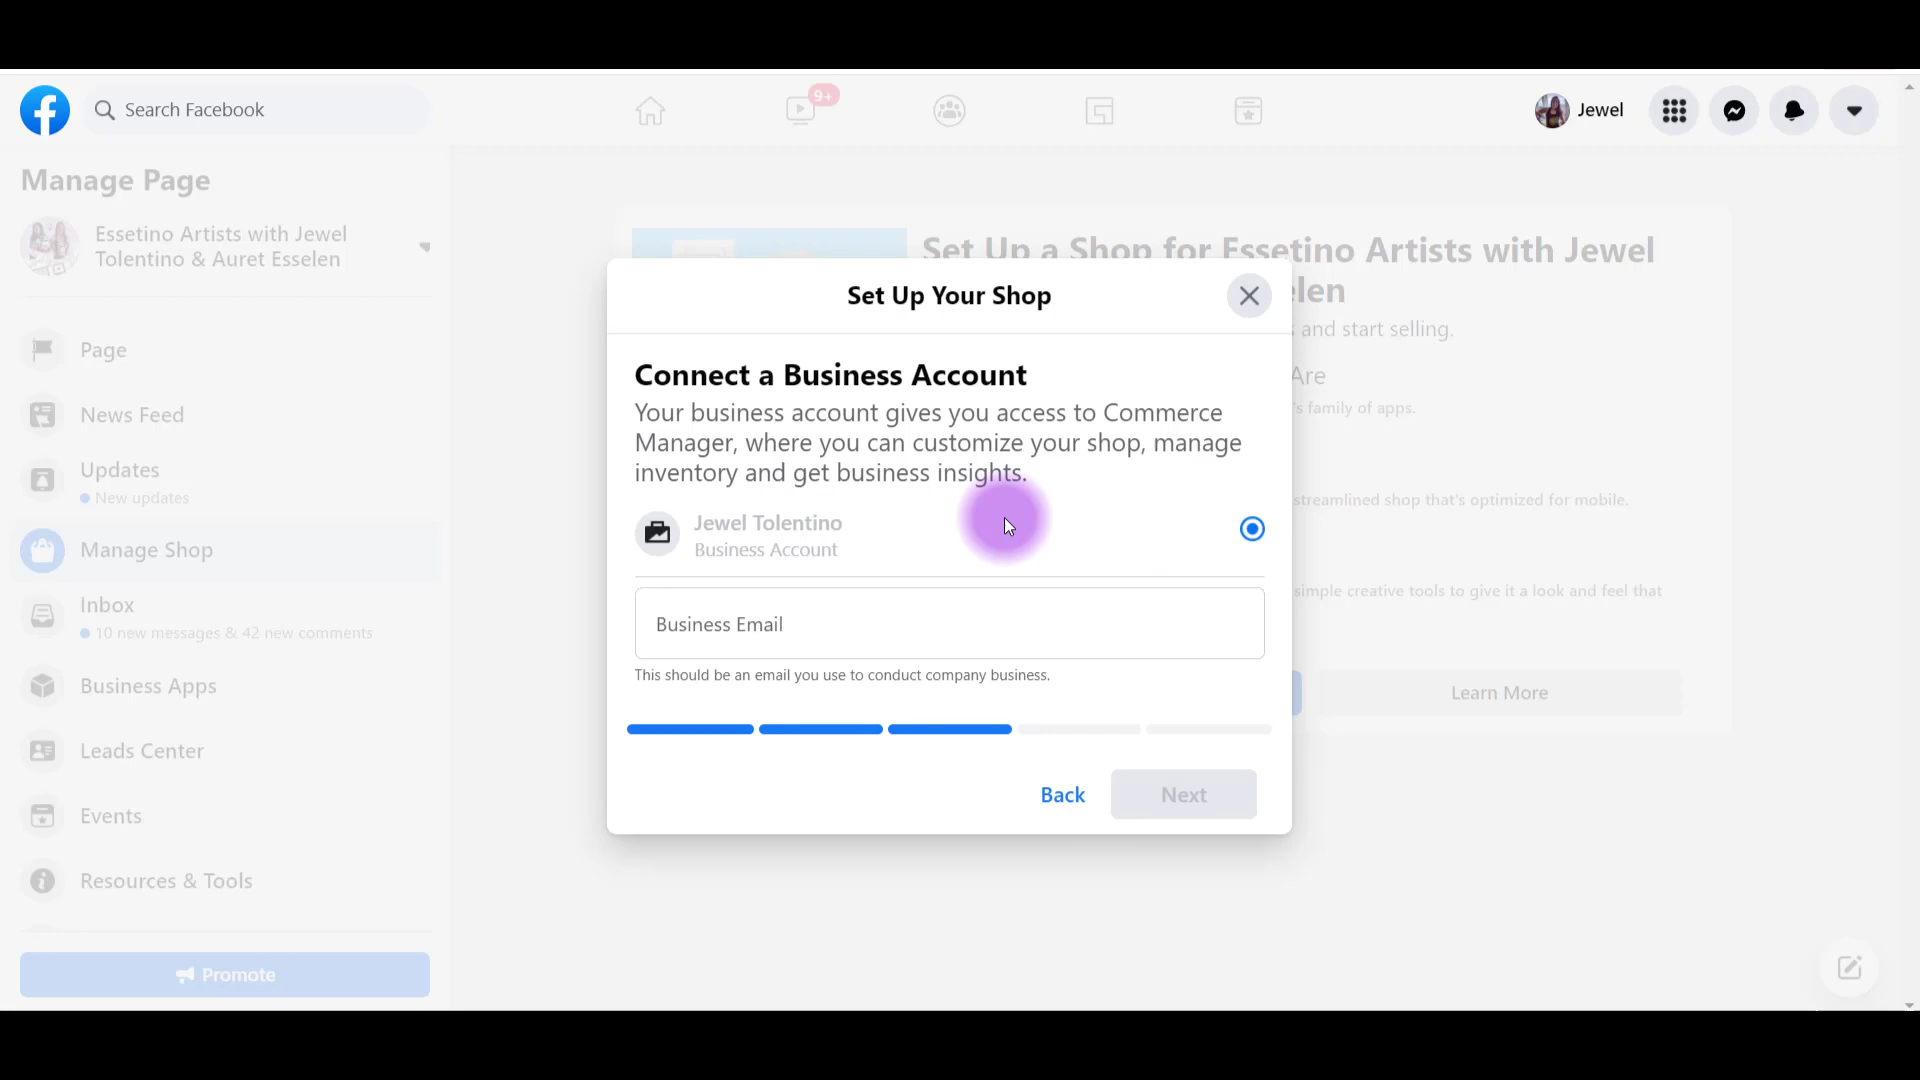 Search Facebook
9+
Jewel
Manage Page
Essetino Artists with Jewel
Tolentino & Auret Esselen
Page
News Feed
Updates
New updates
Manage Shop
Inbox
10 new messages & 42 new comments
Business Apps
Leads Center
Events
Resources & Tools
Promote
Set Up a Shop for Essetino Artists with Jewel
and start selling.
Are
's family of apps.
streamlined shop that's optimized for mobile.
simple creative tools to give it a look and feel that
Learn More
Set Up Your Shop
Connect a Business Account
Your business account gives you access to Commerce
Manager, where you can customize your shop, manage
inventory and get business insights.
Jewel Tolentino
Business Account
Business Email
This should be an email you use to conduct company business.
Back
Next